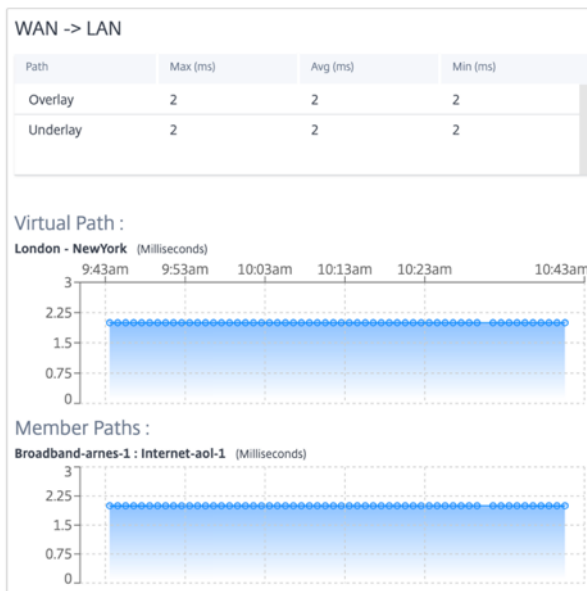 WAN -> LAN
Path Max (ms) Avg (ms) Min (ms)
Overlay 2 2 2
Underlay 2 2 2
Virtual Path :
London - NewYork (Milliseconds)
9:43am 9:53am 10:03am 10:13am 10:23am 10:43am
3
2.25
1.5
0.75
0
Member Paths :
Broadband-arnes-1 : Internet-aol-1 (Milliseconds)
3
2.25
1.5
0.75
0